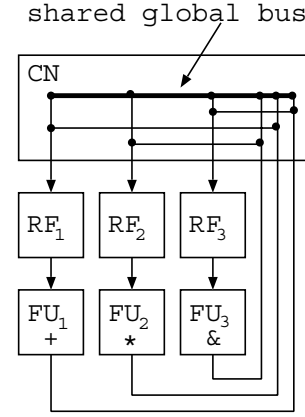 shared global bus
CN
RF1 RF2 RF3
FU1 FU2 FU3
+ * &